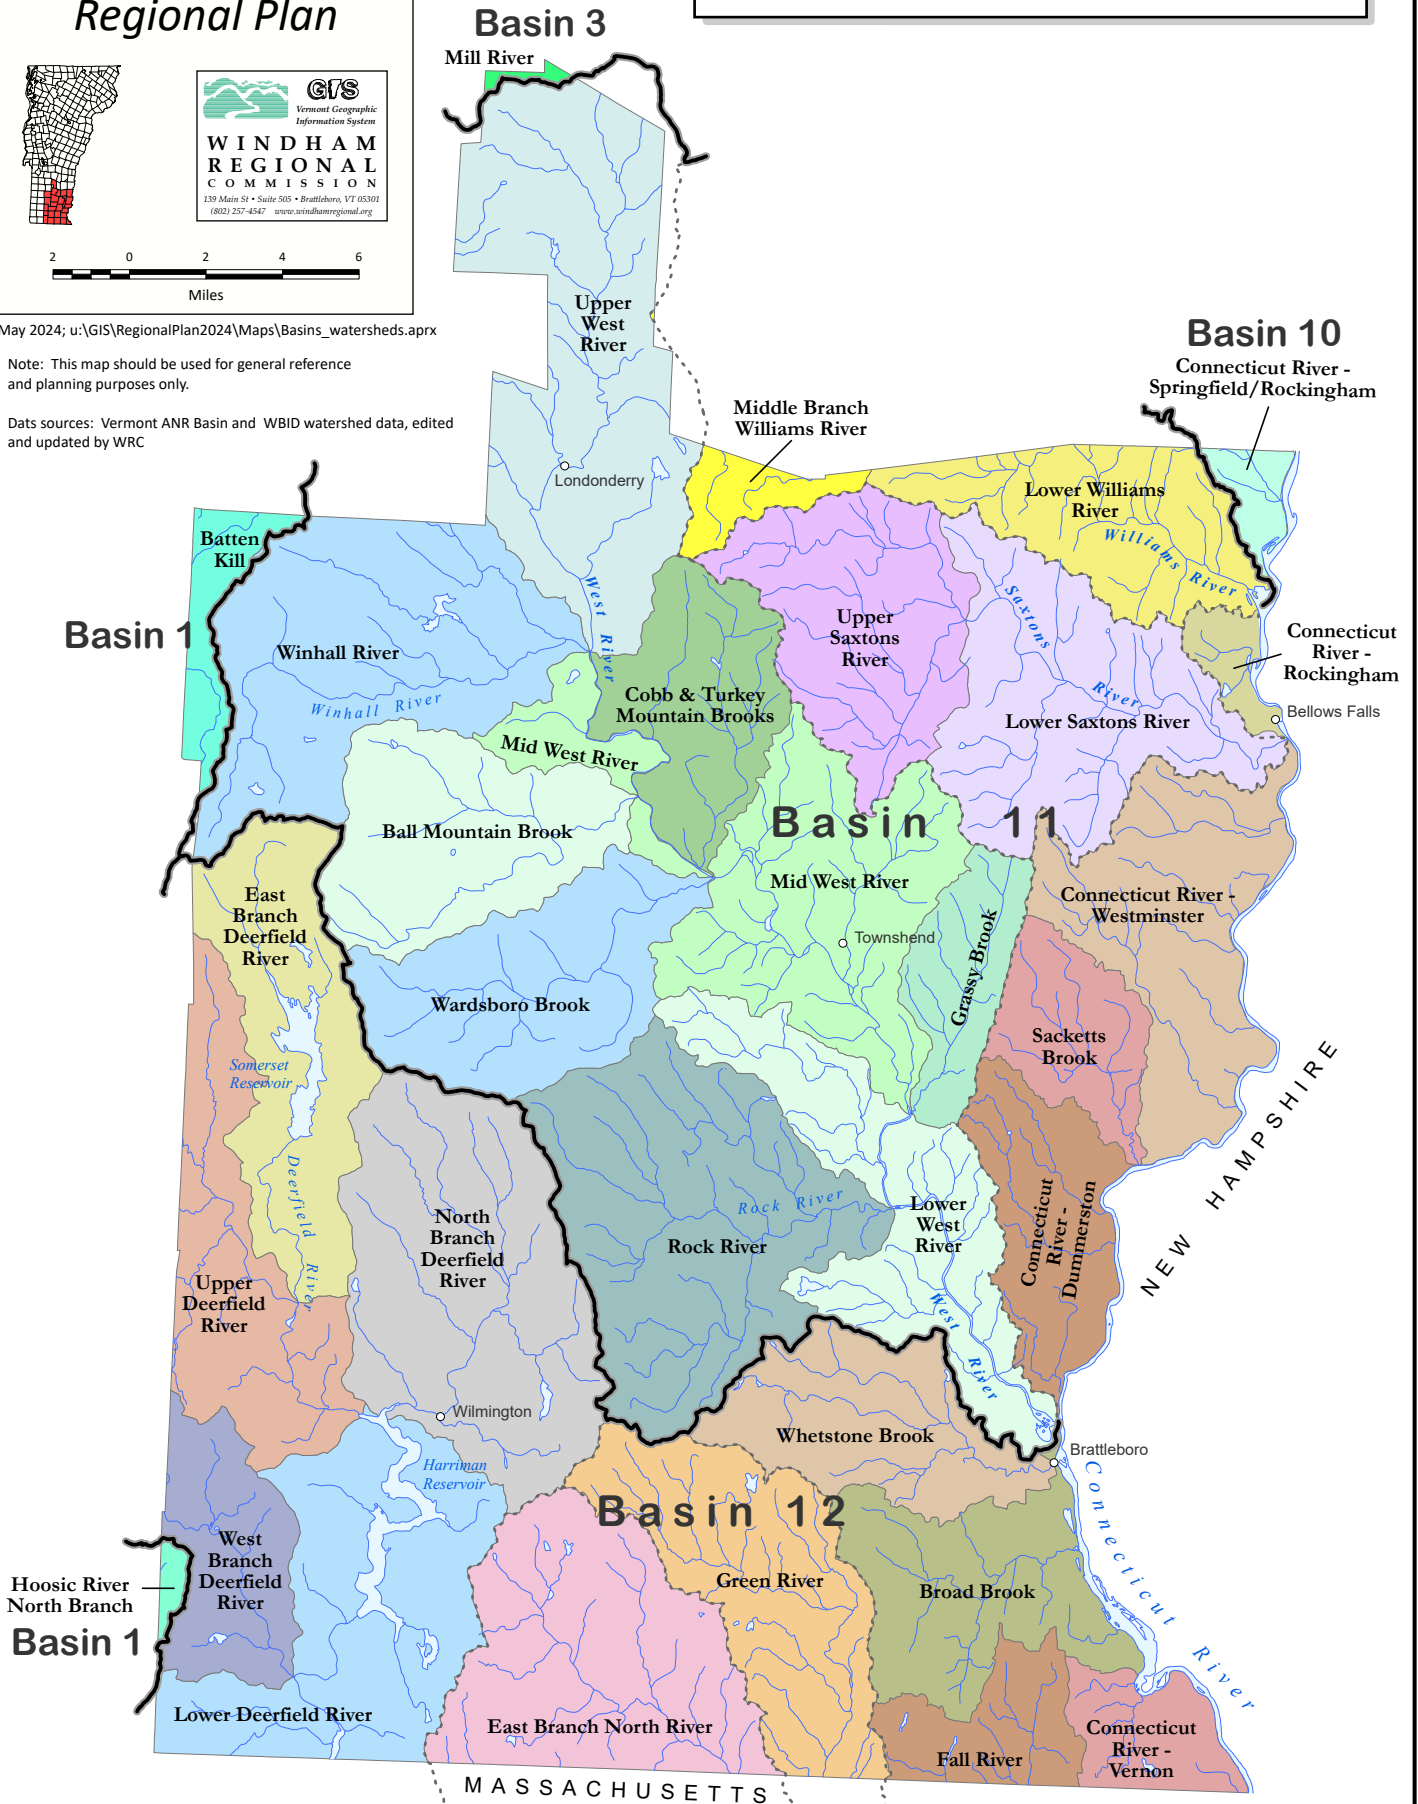 Regional Plan
GIS
Vermont Geographic
Information System
WINDHAM
REGIONAL
COMMISSION
139 Main St • Suite 505 • Brattleboro, VT 05301
(802) 257-4547 www.windhamregional.org
2 0 2 4 6
Miles
May 2024; u:\GIS\RegionalPlan2024\Maps\Basins_watersheds.aprx
Note: This map should be used for general reference
and planning purposes only.
Dats sources: Vermont ANR Basin and WBID watershed data, edited
and updated by WRC
Basin 3
Mill River
Upper
West
River
Basin 10
Connecticut River -
Springfield/Rockingham
Middle Branch
Williams River
Londonderry
Lower Williams
River
Williams River
Batten
Kill
Basin 1
West River
Saxtons
River
Upper
Saxtons
River
Connecticut
River -
Rockingham
Winhall River
Winhall River
Cobb & Turkey
Mountain Brooks
Lower Saxtons River
Bellows Falls
Mid West River
Ball Mountain Brook
Basin 11
Mid West River
Connecticut River -
Westminster
East
Branch
Deerfield
River
Townshend
Grassy Brook
Wardsboro Brook
Sacketts
Brook
Somerset
Reservoir
NEW HAMPSHIRE
Deerfield River
Rock River
Rock River
Lower
West
River
Connecticut
River -
Dummerston
North
Branch
Deerfield
River
Upper
Deerfield
River
West River
Wilmington
Whetstone Brook
Brattleboro
Harriman
Reservoir
Connecticut River
Basin 12
West
Branch
Deerfield
River
Hoosic River
North Branch
Basin 1
Green River
Broad Brook
Lower Deerfield River
East Branch North River
Fall River
Connecticut
River -
Vernon
MASSACHUSETTS